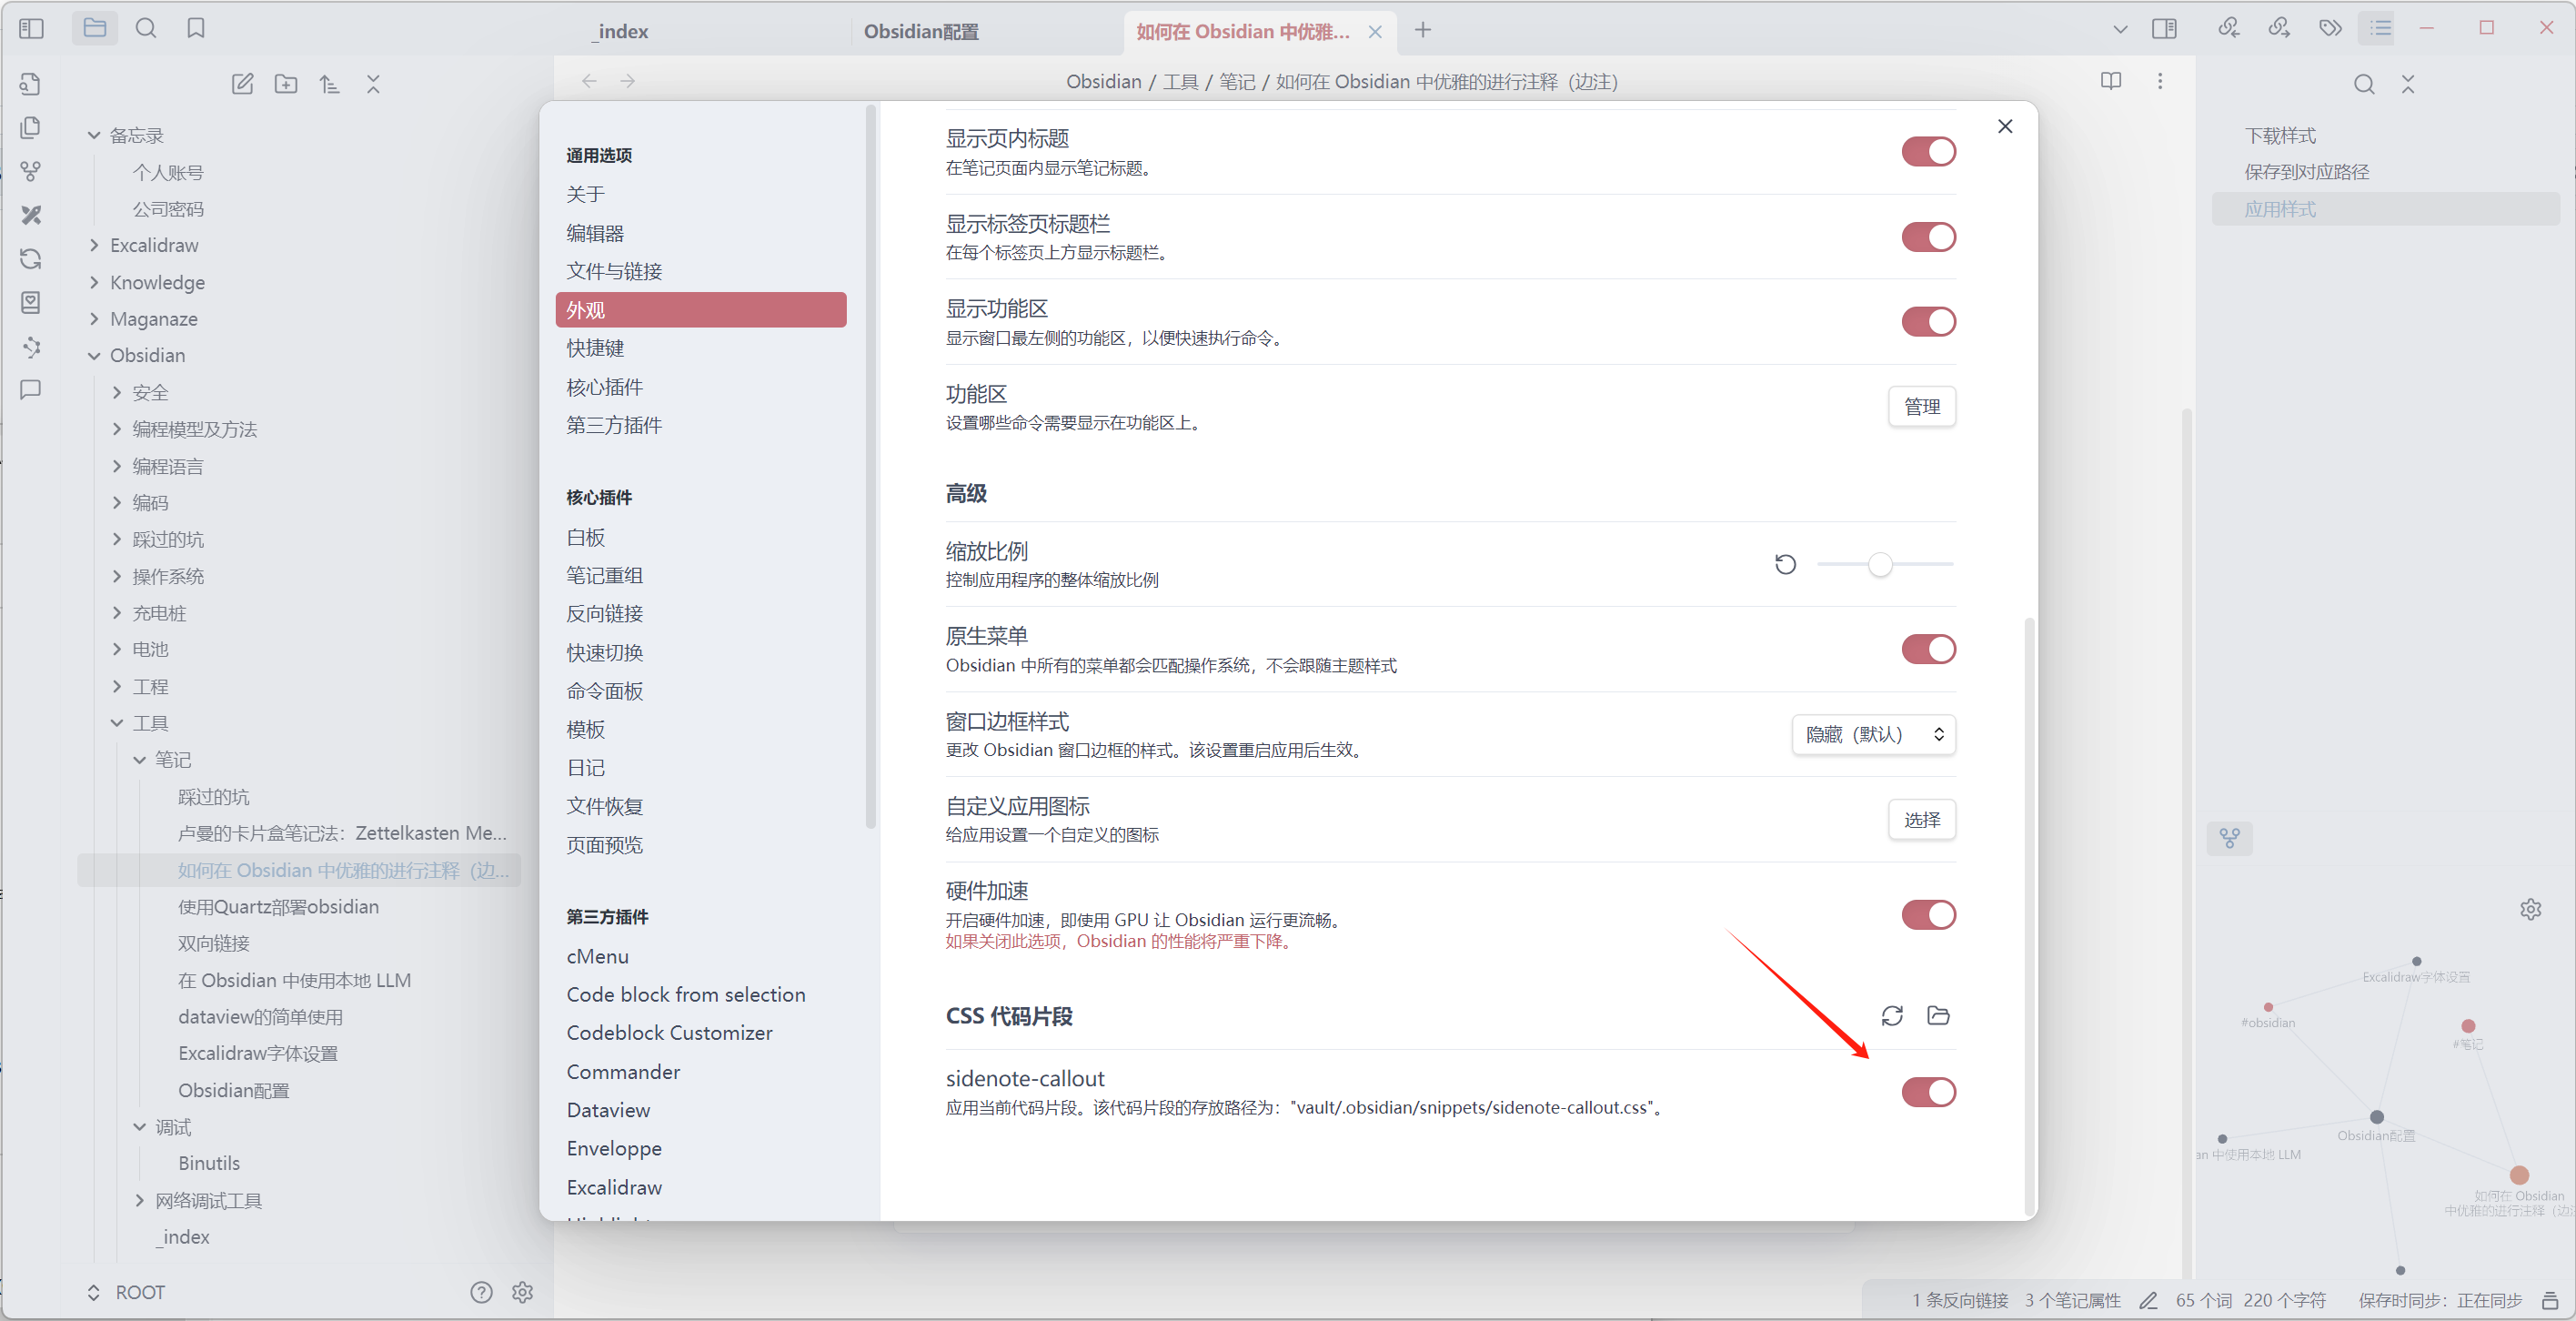 _index
Obsidian配置
如何在 Obsidian 中优雅...
Obsidian / 工具 / 笔记 / 如何在 Obsidian 中优雅的进行注释（边注）
备忘录
个人账号
公司密码
Excalidraw
Knowledge
Maganaze
Obsidian
安全
编程模型及方法
编程语言
编码
踩过的坑
操作系统
充电桩
电池
工程
工具
笔记
踩过的坑
卢曼的卡片盒笔记法：Zettelkasten Me...
如何在 Obsidian 中优雅的进行注释（边...
使用Quartz部署obsidian
双向链接
在 Obsidian 中使用本地 LLM
dataview的简单使用
Excalidraw字体设置
Obsidian配置
调试
Binutils
网络调试工具
_index
ROOT
通用选项
关于
编辑器
文件与链接
外观
快捷键
核心插件
第三方插件
核心插件
白板
笔记重组
反向链接
快速切换
命令面板
模板
日记
文件恢复
页面预览
第三方插件
cMenu
Code block from selection
Codeblock Customizer
Commander
Dataview
Enveloppe
Excalidraw
显示页内标题
在笔记页面内显示笔记标题。
显示标签页标题栏
在每个标签页上方显示标题栏。
显示功能区
显示窗口最左侧的功能区，以便快速执行命令。
功能区
设置哪些命令需要显示在功能区上。
管理
高级
缩放比例
控制应用程序的整体缩放比例
原生菜单
Obsidian 中所有的菜单都会匹配操作系统，不会跟随主题样式
窗口边框样式
更改 Obsidian 窗口边框的样式。该设置重启应用后生效。
隐藏（默认）
自定义应用图标
给应用设置一个自定义的图标
选择
硬件加速
开启硬件加速，即使用 GPU 让 Obsidian 运行更流畅。
如果关闭此选项，Obsidian 的性能将严重下降。
CSS 代码片段
sidenote-callout
应用当前代码片段。该代码片段的存放路径为："vault/.obsidian/snippets/sidenote-callout.css"。
下载样式
保存到对应路径
应用样式
Excalidraw字体设置
#obsidian
#笔记
Obsidian配置
an 中使用本地 LLM
如何在 Obsidian
中优雅的进行注释（边注
1 条反向链接 3 个笔记属性 65 个词 220 个字符 保存时同步：正在同步